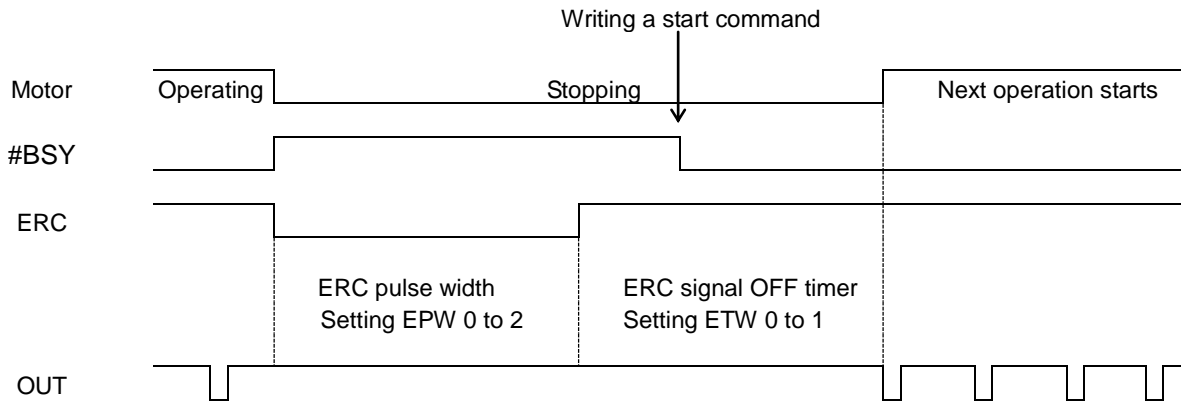 Writing a start command
Motor Operating Stopping Next operation starts
#BSY
ERC
ERC pulse width ERC signal OFF timer
Setting EPW 0 to 2 Setting ETW 0 to 1
OUT